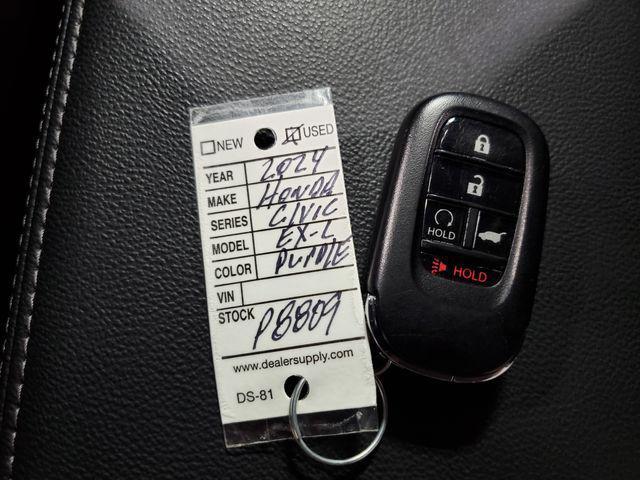 NEW USED
YEAR 2024
MAKE HONDA
SERIES CIVIC
MODEL EX-L
COLOR PURPLE
VIN
STOCK P8809
www.dealersupply.com
DS-81
HOLD
HOLD